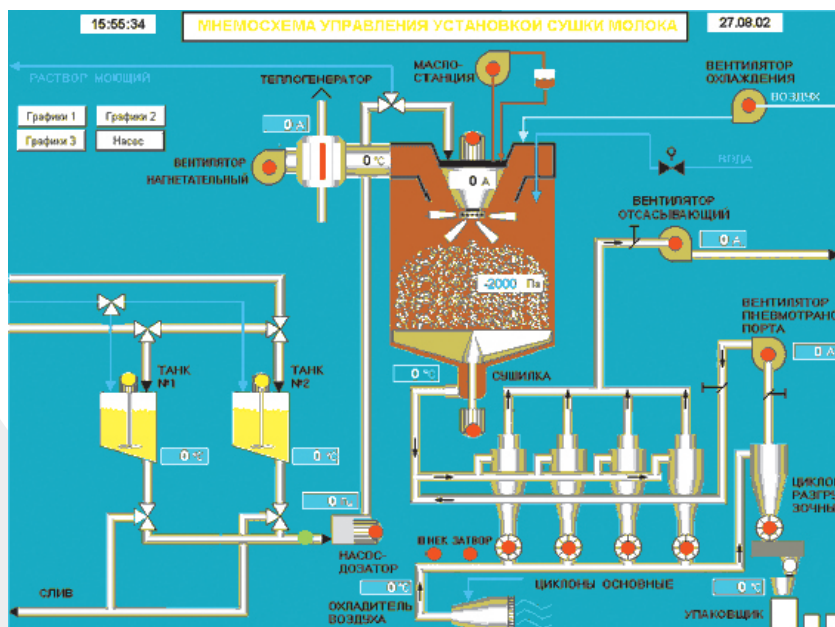 15:55:34
МНЕМОСХЕМА УПРАВЛЕНИЯ УСТАНОВКОЙ СУШКИ МОЛОКА
27.08.02
РАСТВОР МОЮЩИЙ
ТЕПЛОГЕНЕРАТОР
МАСЛО-
СТАНЦИЯ
ВЕНТИЛЯТОР
ОХЛАЖДЕНИЯ
ВОЗДУХ
Графики 1
Графики 2
Графики 3
Насос
0 А
ВЕНТИЛЯТОР
НАГНЕТАТЕЛЬНЫЙ
0 °С
0 А
ВОДА
ВЕНТИЛЯТОР
ОТСАСЫВАЮЩИЙ
0 А
-2000 Па
ВЕНТИЛЯТОР
ПНЕВМОТРАНС
ПОРТА
0 А
ТАНК
№1
ТАНК
№2
0 °С
СУШИЛКА
0 °С
0 °С
ЦИКЛОН
РАЗГРУ
ЗОЧНЫ
0
НАСОС-
ДОЗАТОР
ВНЕК ЗАТВОР
СЛИВ
0 °С
ОХЛАДИТЕЛЬ
ВОЗДУХА
ЦИКЛОНЫ ОСНОВНЫЕ
0 °С
УПАКОВЩИК